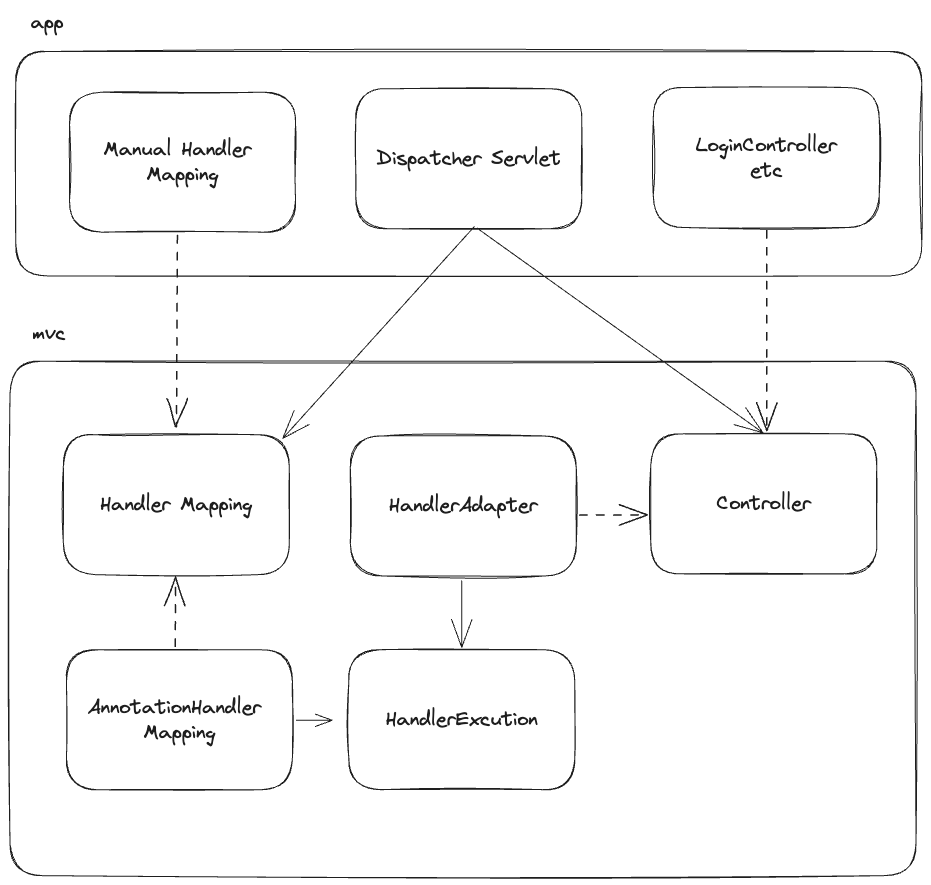 app
Manual Handler
Mapping
Dispatcher Servlet
LoginController
etc
mvc
Handler Mapping
HandlerAdapter
Controller
AnnotationHandler
Mapping
HandlerExcution